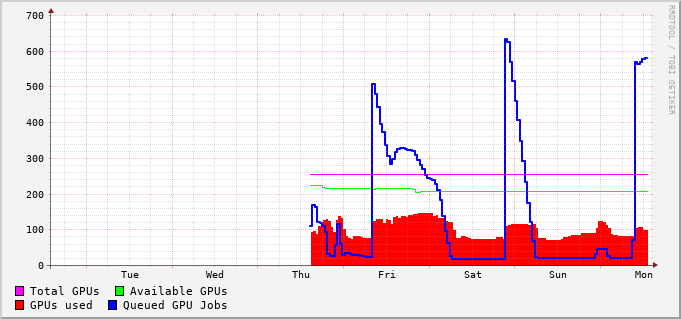 700
600
500
400
300
200
100
0
Tue Wed Thu Fri Sat Sun Mon
Total GPUs Available GPUs
GPUs used Queued GPU Jobs
RRDTOOL / TOBI OETIKER